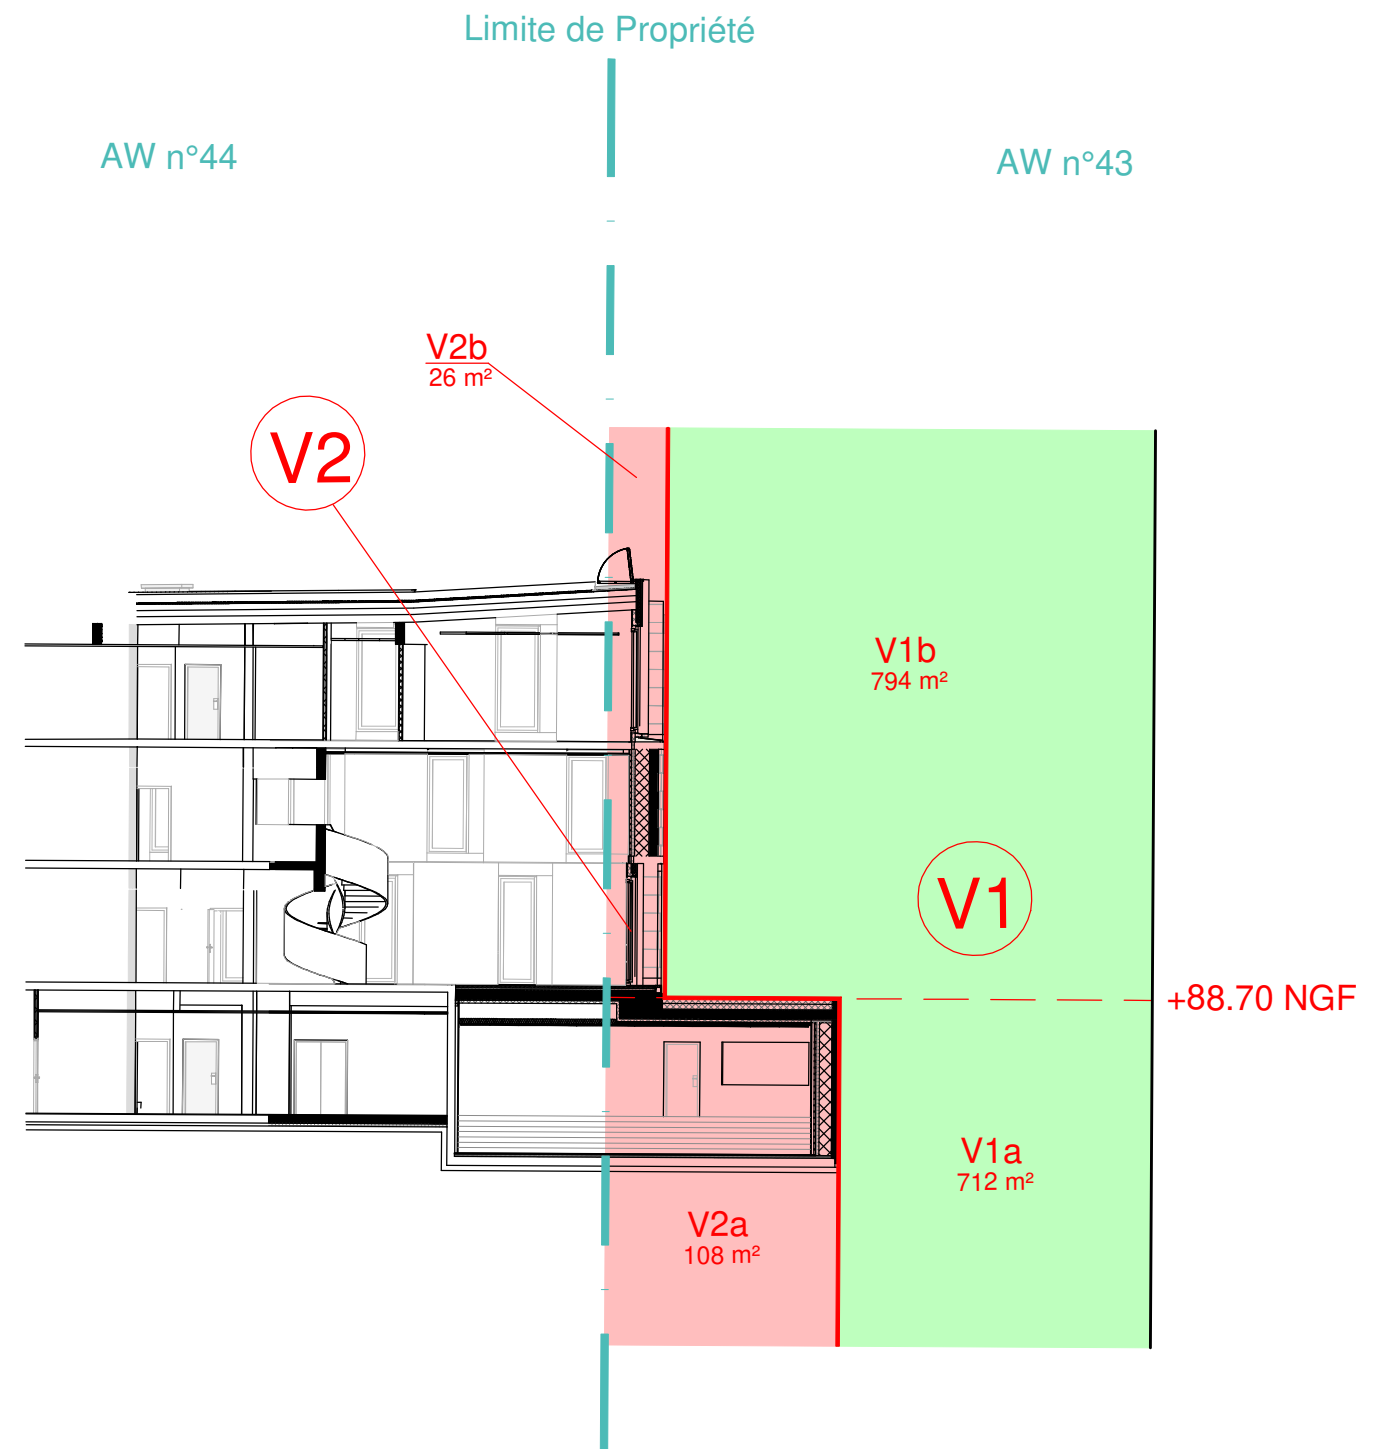 Limite de Propriété
AW n°44
AW n°43
V2b
26 m²
V2
V1b
794 m²
V1
+88.70 NGF
V1a
712 m²
V2a
108 m²